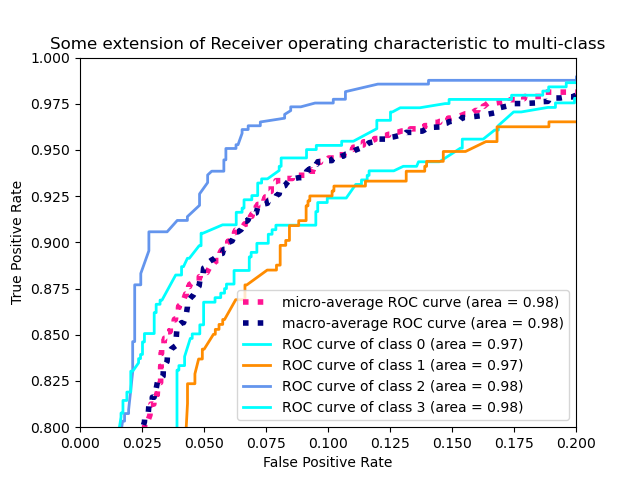 Some extension of Receiver operating characteristic to multi-class
1.000
0.975
0.950
0.925
0.900
0.875
0.850
0.825
0.800
True Positive Rate
micro-average ROC curve (area = 0.98)
macro-average ROC curve (area = 0.98)
ROC curve of class 0 (area = 0.97)
ROC curve of class 1 (area = 0.97)
ROC curve of class 2 (area = 0.98)
ROC curve of class 3 (area = 0.98)
0.000 0.025 0.050 0.075 0.100 0.125 0.150 0.175 0.200
False Positive Rate